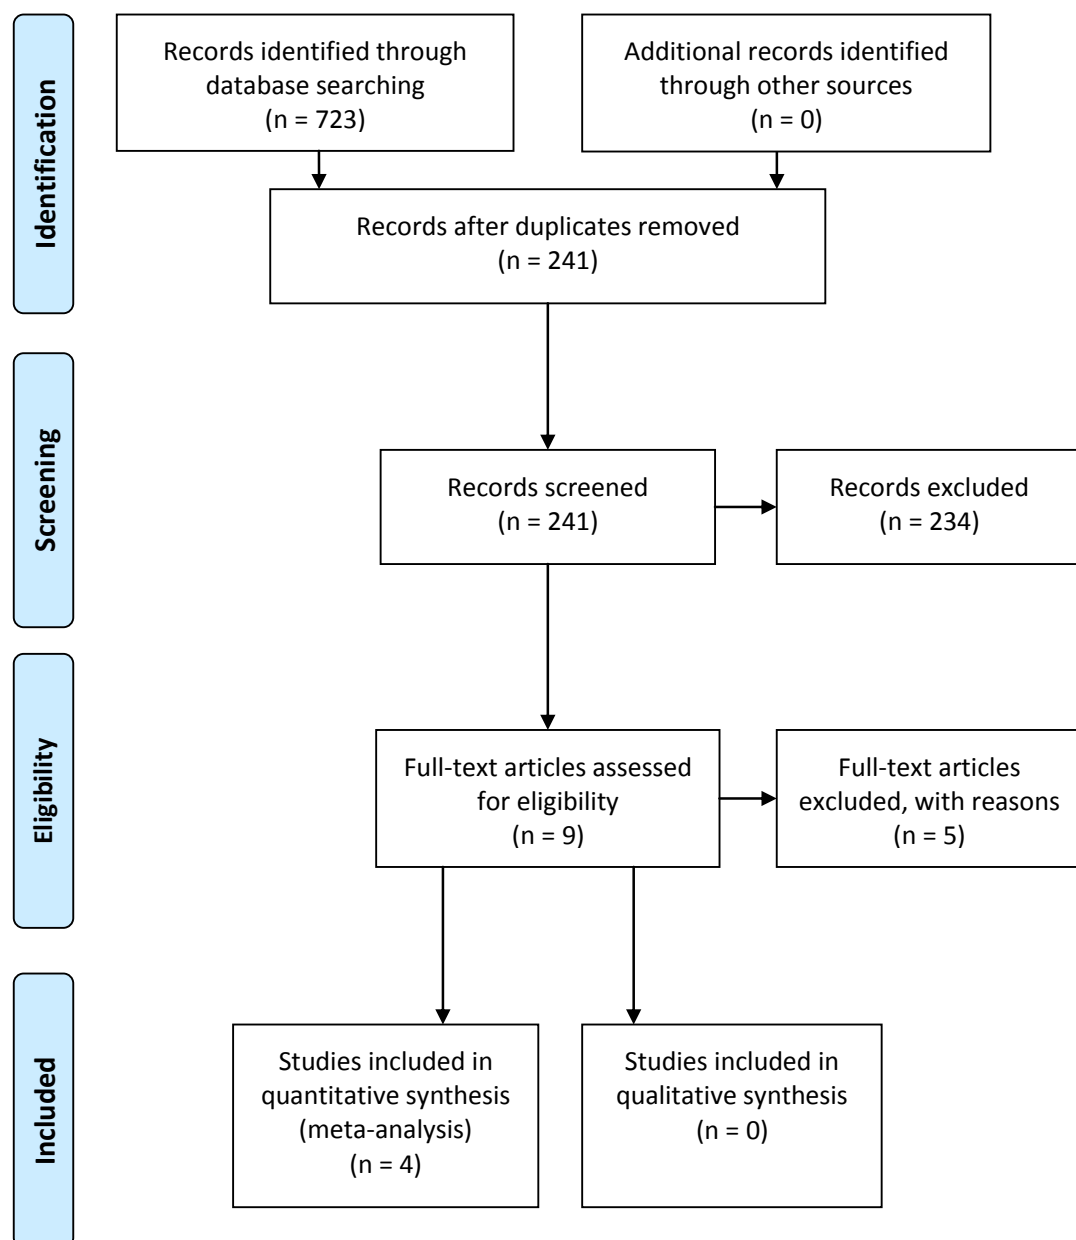 Identification
Records identified through
database searching
(n = 723)
Additional records identified
through other sources
(n = 0)
Records after duplicates removed
(n = 241)
Screening
Records screened
(n = 241)
Records excluded
(n = 234)
Eligibility
Full-text articles assessed
for eligibility
(n = 9)
Full-text articles
excluded, with reasons
(n = 5)
Included
Studies included in
quantitative synthesis
(meta-analysis)
(n = 4)
Studies included in
qualitative synthesis
(n = 0)